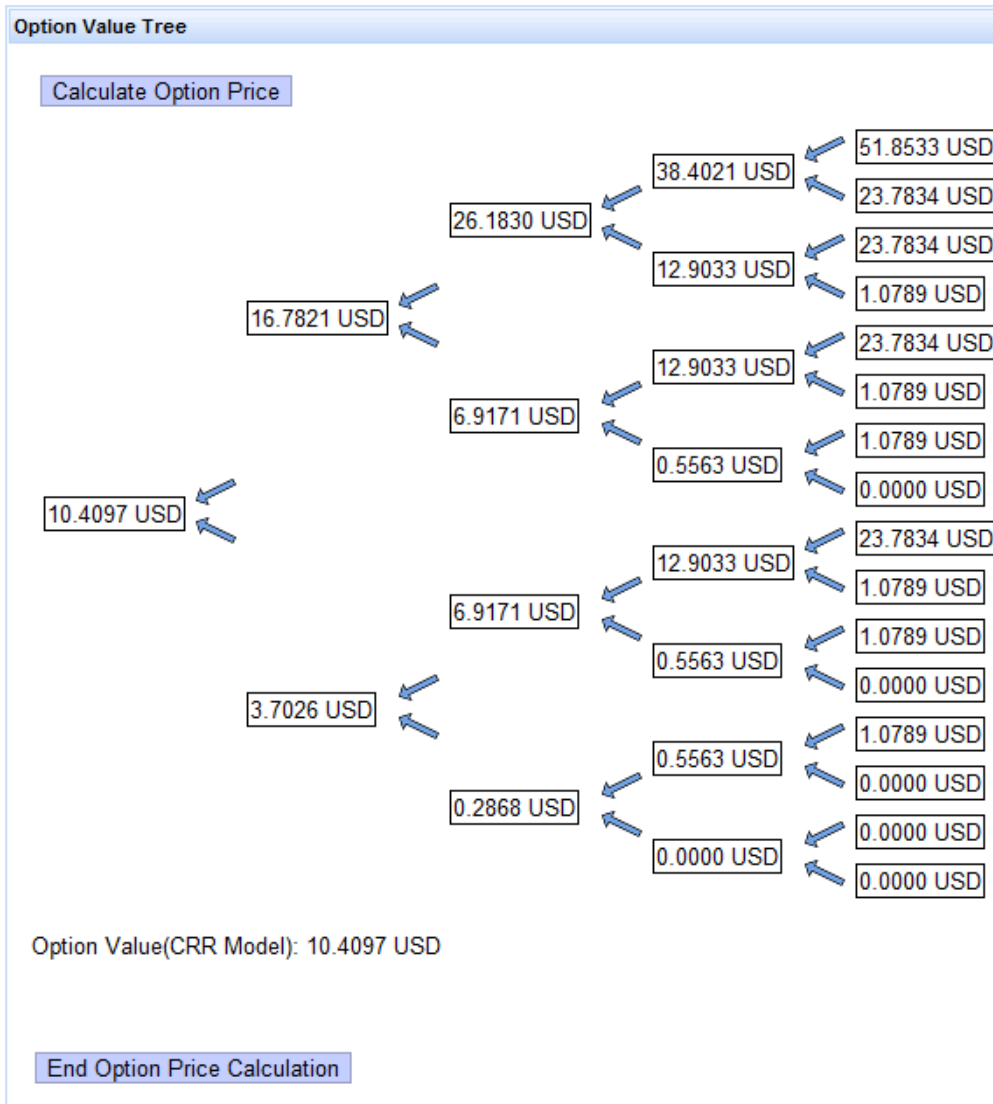 Option Value Tree
Calculate Option Price
51.8533 USD
38.4021 USD
23.7834 USD
26.1830 USD
23.7834 USD
12.9033 USD
1.0789 USD
16.7821 USD
23.7834 USD
12.9033 USD
1.0789 USD
6.9171 USD
1.0789 USD
0.5563 USD
0.0000 USD
10.4097 USD
23.7834 USD
12.9033 USD
1.0789 USD
6.9171 USD
1.0789 USD
0.5563 USD
0.0000 USD
3.7026 USD
1.0789 USD
0.5563 USD
0.0000 USD
0.2868 USD
0.0000 USD
0.0000 USD
0.0000 USD
Option Value(CRR Model): 10.4097 USD
End Option Price Calculation